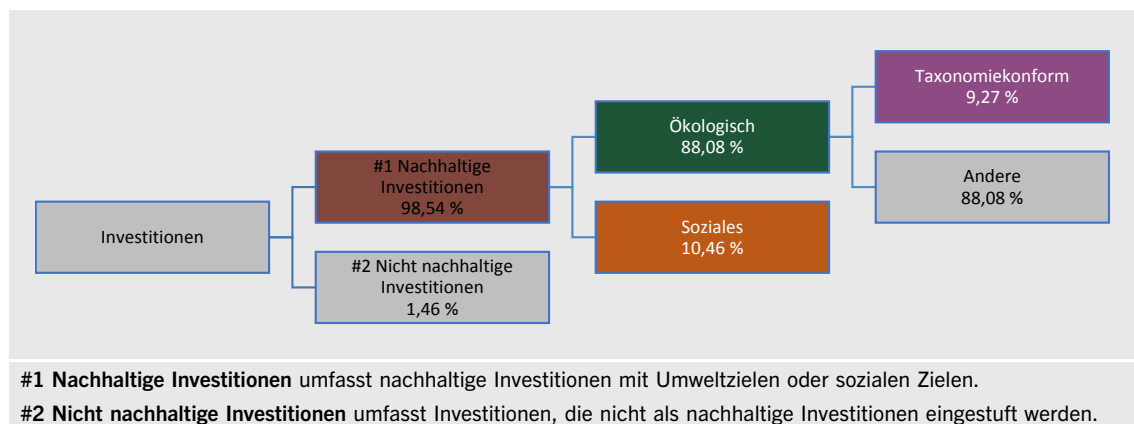 Investitionen
#1 Nachhaltige
Investitionen
98,54 %
#2 Nicht nachhaltige
Investitionen
1,46 %
Ökologisch
88,08 %
Soziales
10,46 %
Taxonomiekonform
9,27 %
Andere
88,08 %
#1 Nachhaltige Investitionen umfasst nachhaltige Investitionen mit Umweltzielen oder sozialen Zielen.
#2 Nicht nachhaltige Investitionen umfasst Investitionen, die nicht als nachhaltige Investitionen eingestuft werden.